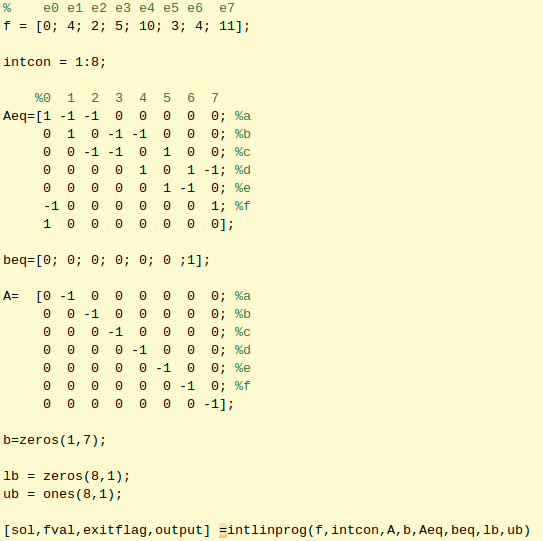 %    e0 e1 e2 e3 e4 e5 e6  e7
f = [0; 4; 2; 5; 10; 3; 4; 11];
intcon = 1:8;
%0  1  2  3  4  5  6  7
Aeq=[1 -1 -1  0  0  0  0  0; %a
0  1  0 -1 -1  0  0  0; %b
0  0 -1 -1  0  1  0  0; %c
0  0  0  0  1  0  1 -1; %d
0  0  0  0  0  1 -1  0; %e
-1 0  0  0  0  0  0  1; %f
1  0  0  0  0  0  0  0];
beq=[0; 0; 0; 0; 0; 0 ;1];
A=  [0 -1  0  0  0  0  0  0; %a
0  0 -1  0  0  0  0  0; %b
0  0  0 -1  0  0  0  0; %c
0  0  0  0 -1  0  0  0; %d
0  0  0  0  0 -1  0  0; %e
0  0  0  0  0  0 -1  0; %f
0  0  0  0  0  0  0 -1];
b=zeros(1,7);
lb = zeros(8,1);
ub = ones(8,1);
[sol,fval,exitflag,output] =intlinprog(f,intcon,A,b,Aeq,beq,lb,ub)